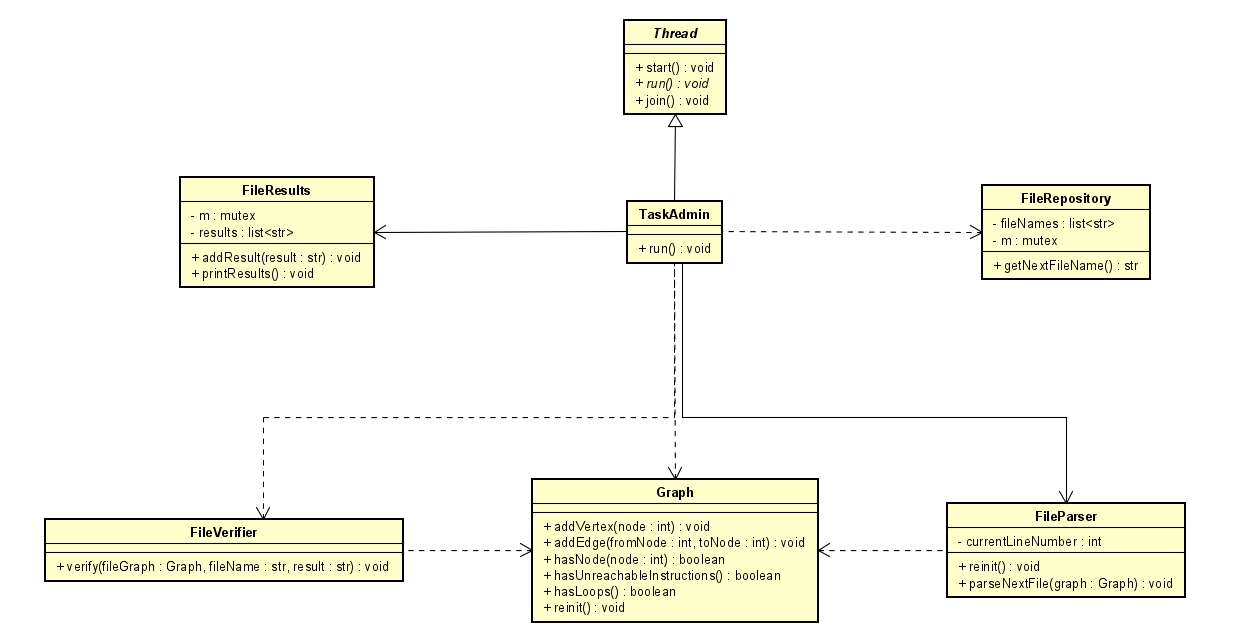 Thread
+ start() : void
+ run() : void
+ join() : void
FileResults
- m : mutex
- results : list<str>
+ addResult(result : str) : void
+ printResults() : void
TaskAdmin
+ run() : void
FileRepository
- fileNames : list<str>
- m : mutex
+ getNextFileName() : str
FileVerifier
+ verify(fileGraph : Graph, fileName : str, result : str) : void
Graph
+ addVertex(node : int) : void
+ addEdge(fromNode : int, toNode : int) : void
+ hasNode(node : int) : boolean
+ hasUnreachableInstructions() : boolean
+ hasLoops() : boolean
+ reinit() : void
FileParser
- currentLineNumber : int
+ reinit() : void
+ parseNextFile(graph : Graph) : void